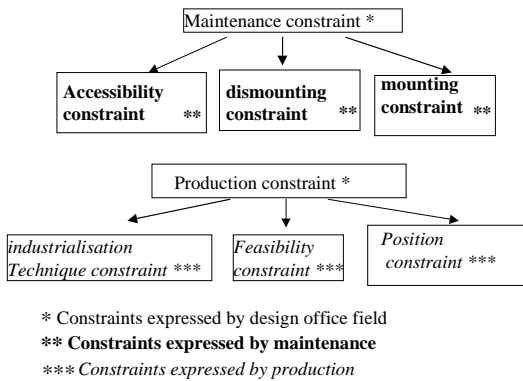 Maintenance constraint *
Accessibility
constraint **
dismounting
constraint **
mounting
constraint **
Production constraint *
industrialisation
Technique constraint ***
Feasibility
constraint ***
Position
constraint ***
* Constraints expressed by design office field
** Constraints expressed by maintenance
*** Constraints expressed by production